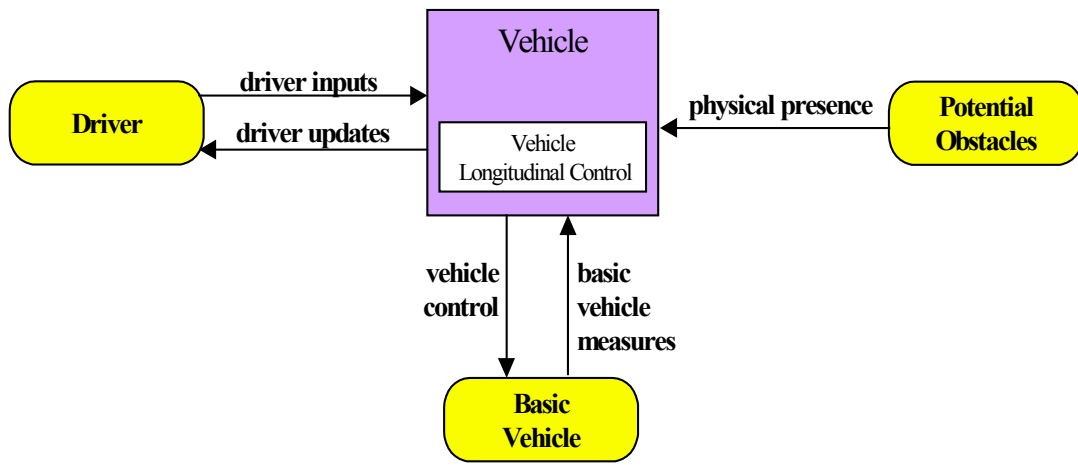 Vehicle
driver inputs
Driver
driver updates
Vehicle
Longitudinal Control
physical presence
Potential
Obstacles
vehicle
control
basic
vehicle
measures
Basic
Vehicle